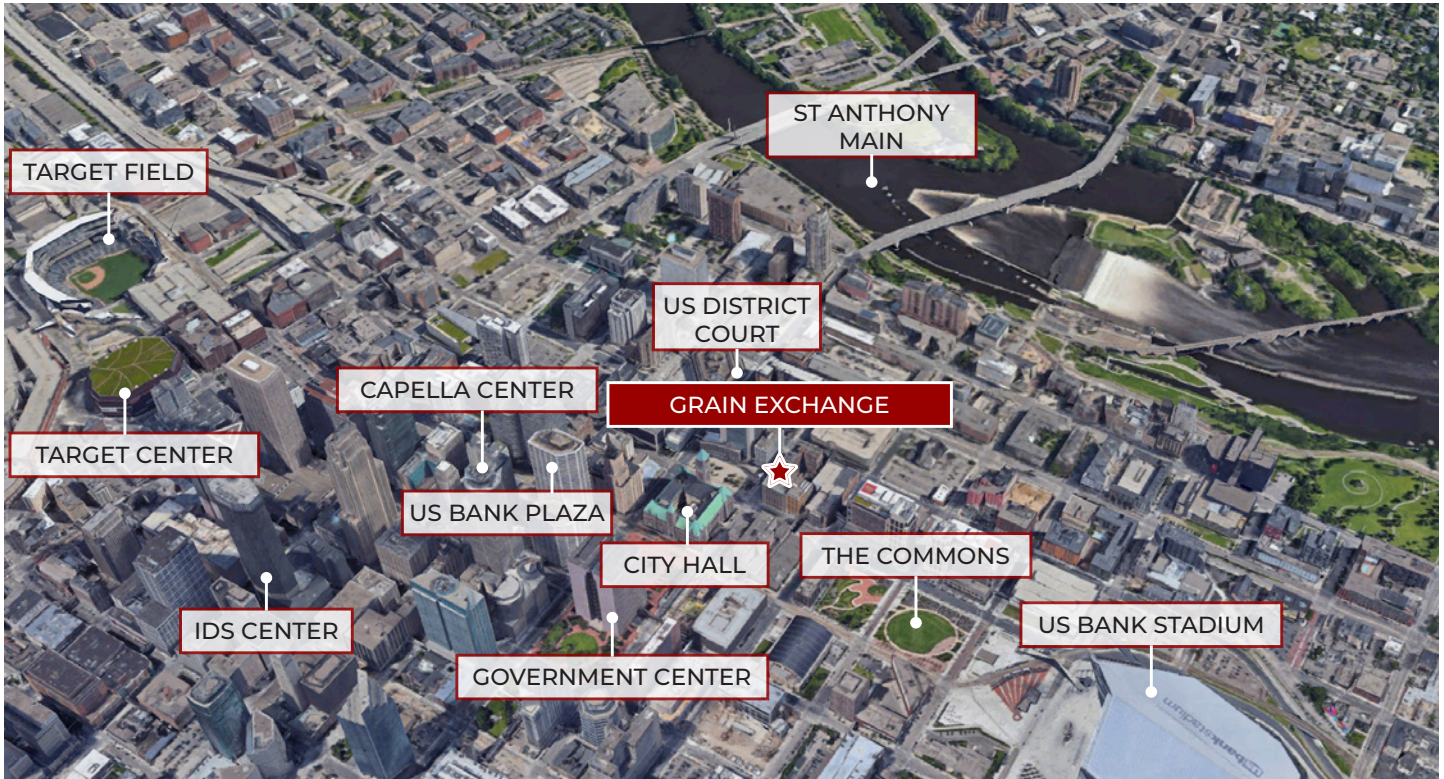 ST ANTHONY
MAIN
TARGET FIELD
US DISTRICT
COURT
CAPELLA CENTER
GRAIN EXCHANGE
TARGET CENTER
US BANK PLAZA
CITY HALL
THE COMMONS
IDS CENTER
US BANK STADIUM
GOVERNMENT CENTER
usbankstadium